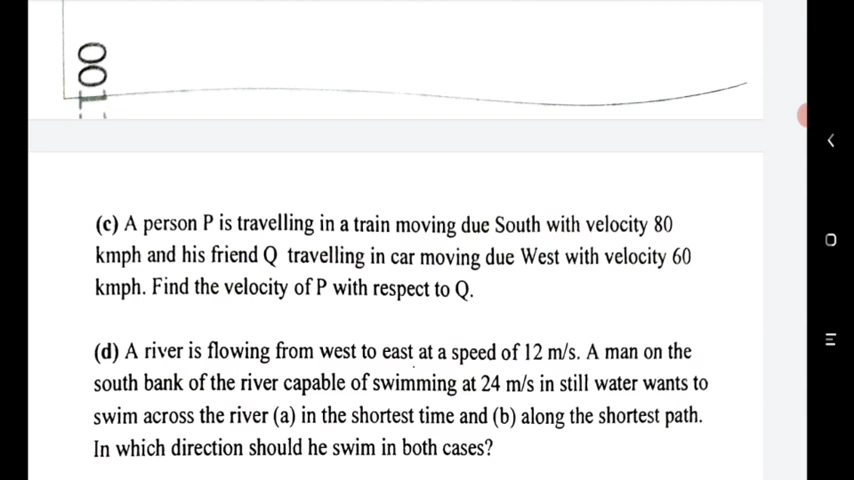 001
(c) A person P is travelling in a train moving due South with velocity 80
kmph and his friend Q travelling in car moving due West with velocity 60
kmph. Find the velocity of P with respect to Q.
(d) A river is flowing from west to east at a speed of 12 m/s. A man on the
south bank of the river capable of swimming at 24 m/s in still water wants to
swim across the river (a) in the shortest time and (b) along the shortest path.
In which direction should he swim in both cases?